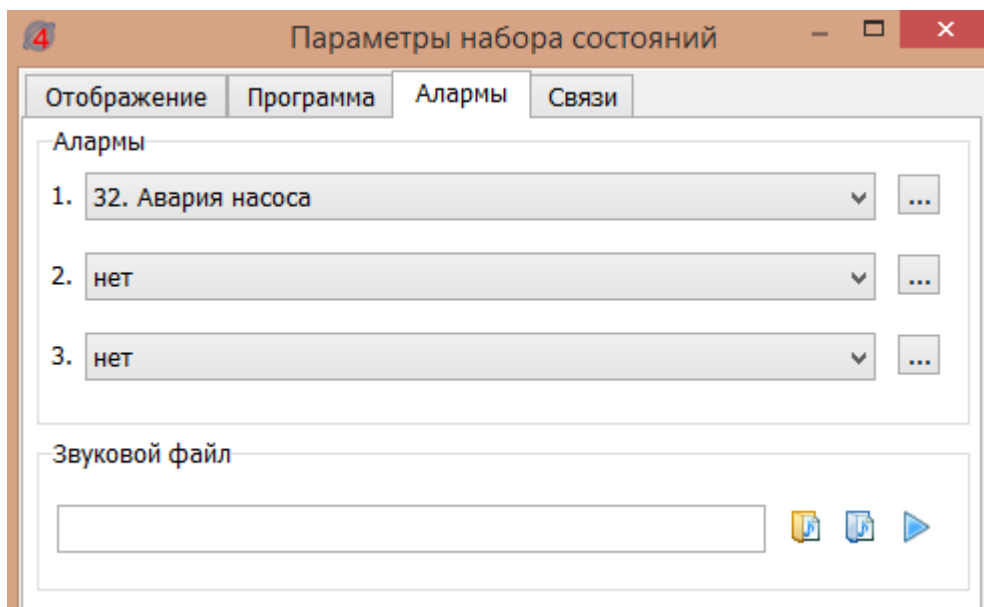 4 Параметры набора состояний
Отображение Программа Алармы Связи
Алармы
1. 32. Авария насоса ...
2. нет ...
3. нет ...
Звуковой файл